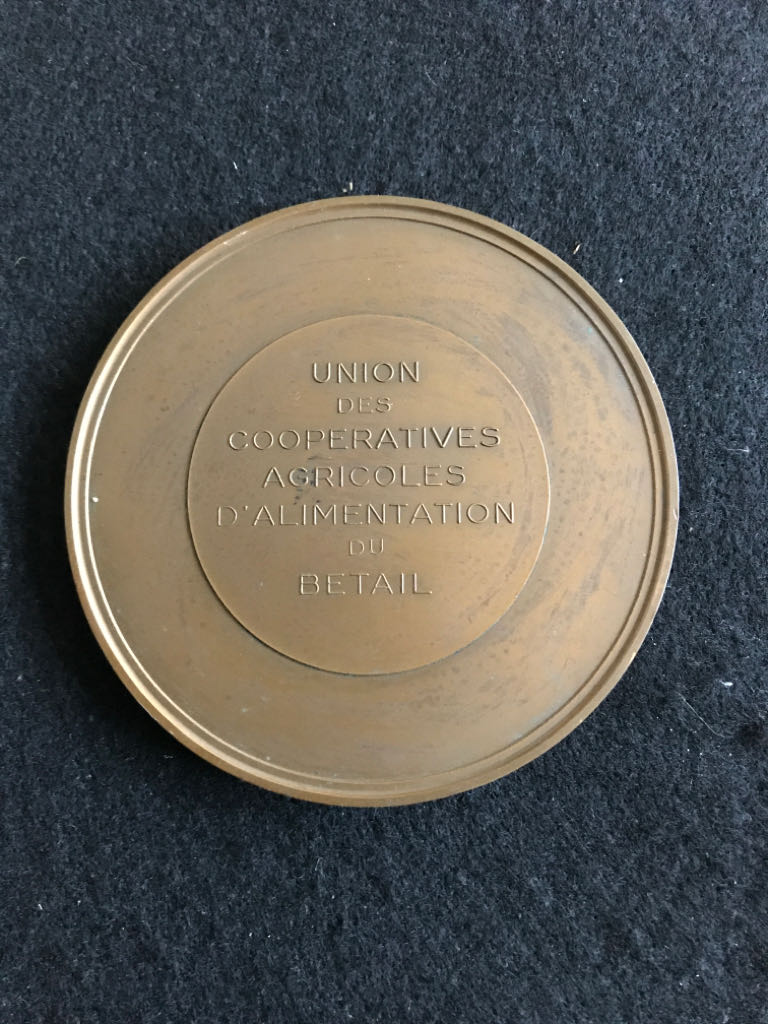 UNION
DES
COOPERATIVES
AGRICOLES
D'ALIMENTATION
DU
BETAIL